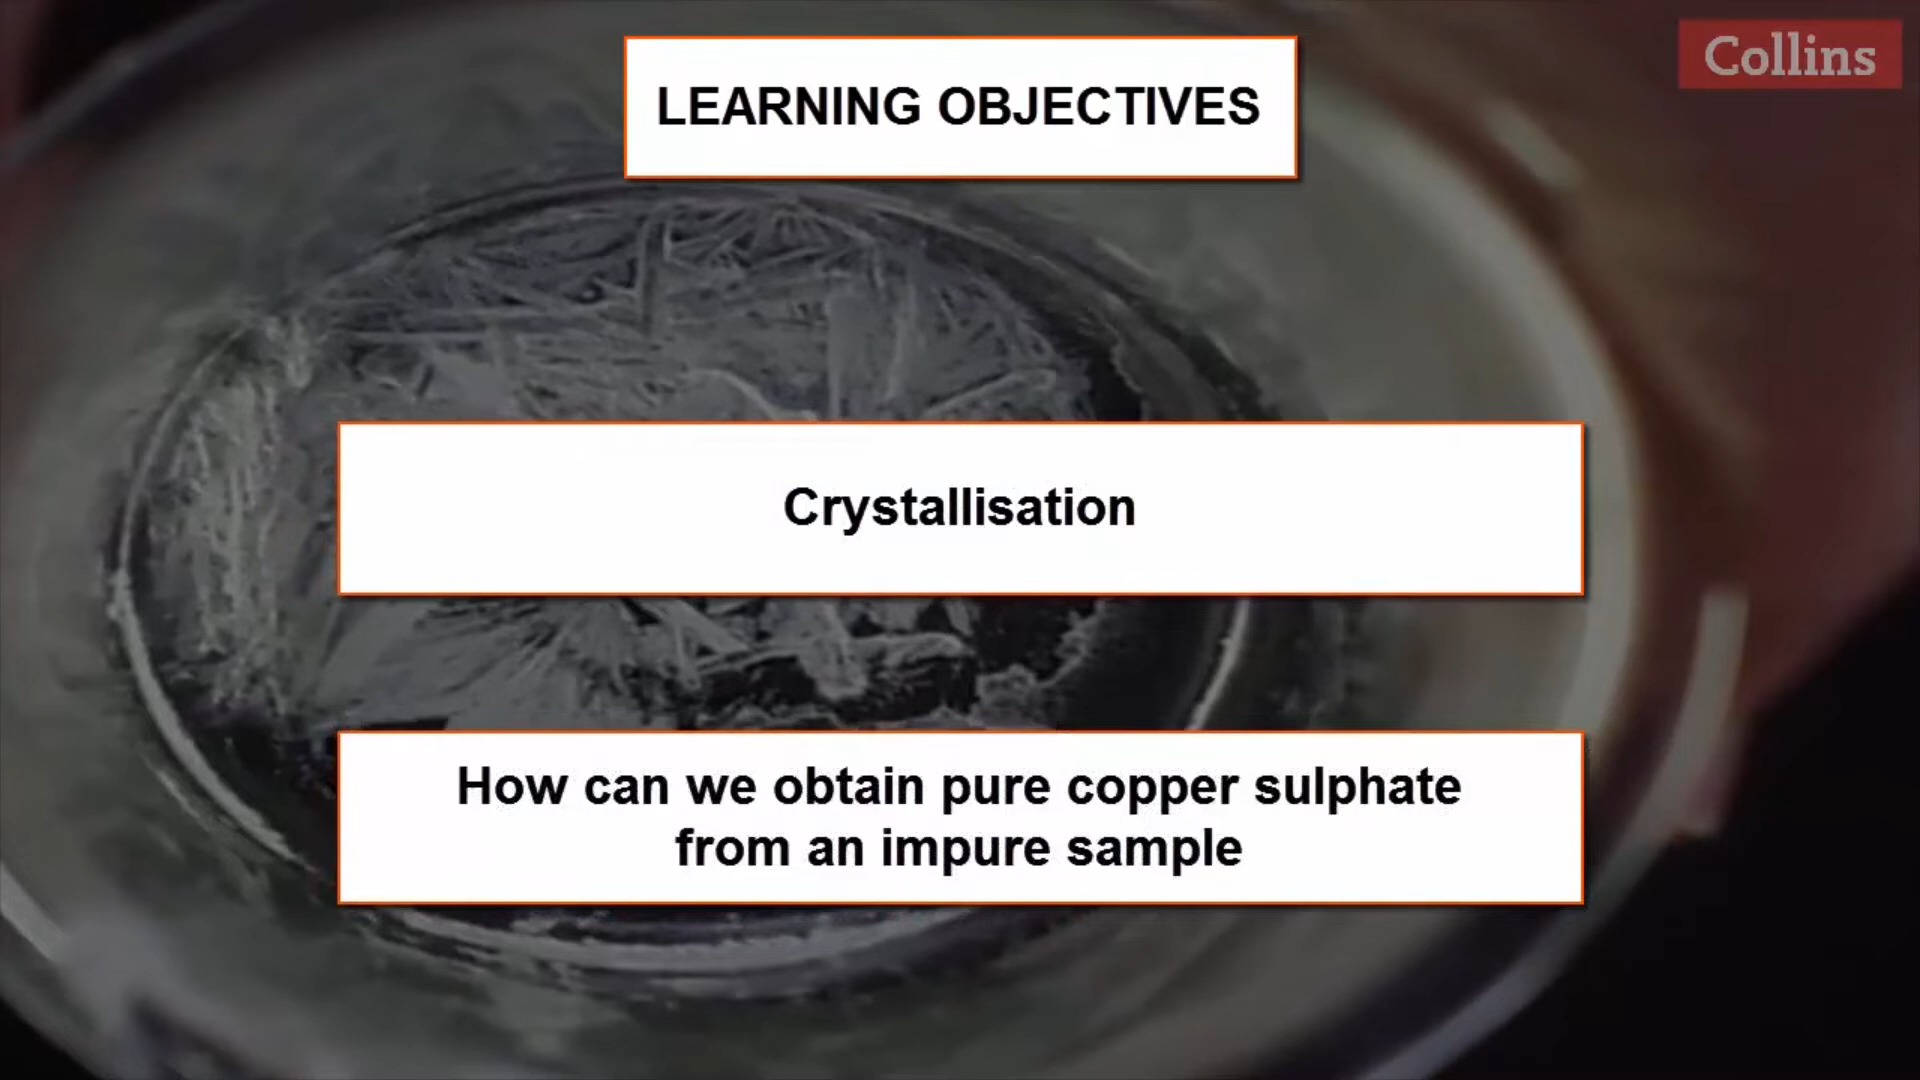 Collins
LEARNING OBJECTIVES
Crystallisation
How can we obtain pure copper sulphate
from an impure sample